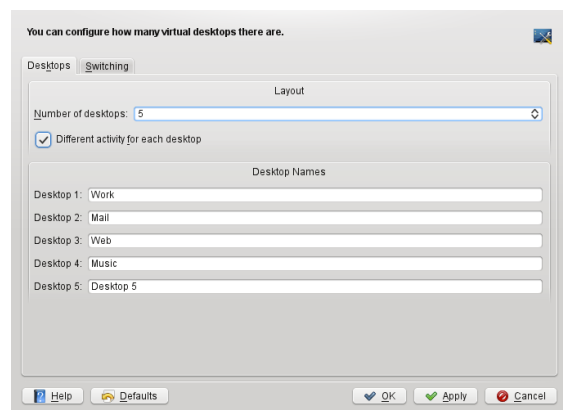 You can configure how many virtual desktops there are.
Desktops Switching
Layout
Number of desktops: 5
Different activity for each desktop
Desktop Names
Desktop 1: Work
Desktop 2: Mail
Desktop 3: Web
Desktop 4: Music
Desktop 5: Desktop 5
Help Defaults OK Apply Cancel